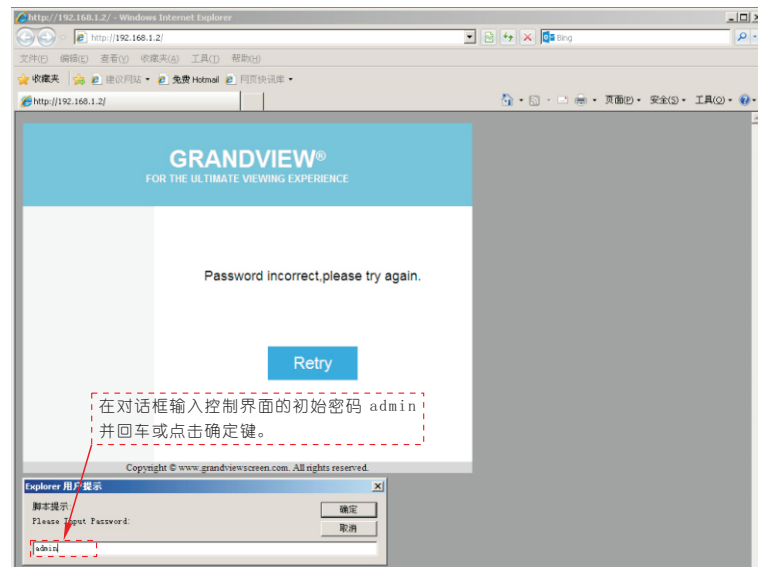 http://192.168.1.2/ - Windows Internet Explorer
http://192.168.1.2/
Bing
文件(F) 编辑(E) 查看(V) 收藏夹(A) 工具(T) 帮助(H)
收藏夹 建议网站 免费 Hotmail 网页快讯库
http://192.168.1.2/
页面(P) 安全(S) 工具(O)
GRANDVIEW®
FOR THE ULTIMATE VIEWING EXPERIENCE
Password incorrect,please try again.
Retry
在对话框输入控制界面的初始密码 admin
并回车或点击确定键。
Copyright © www.grandviewscreen.com. All rights reserved.
Explorer 用户提示
脚本提示:
确定
Please Input Password:
取消
admin